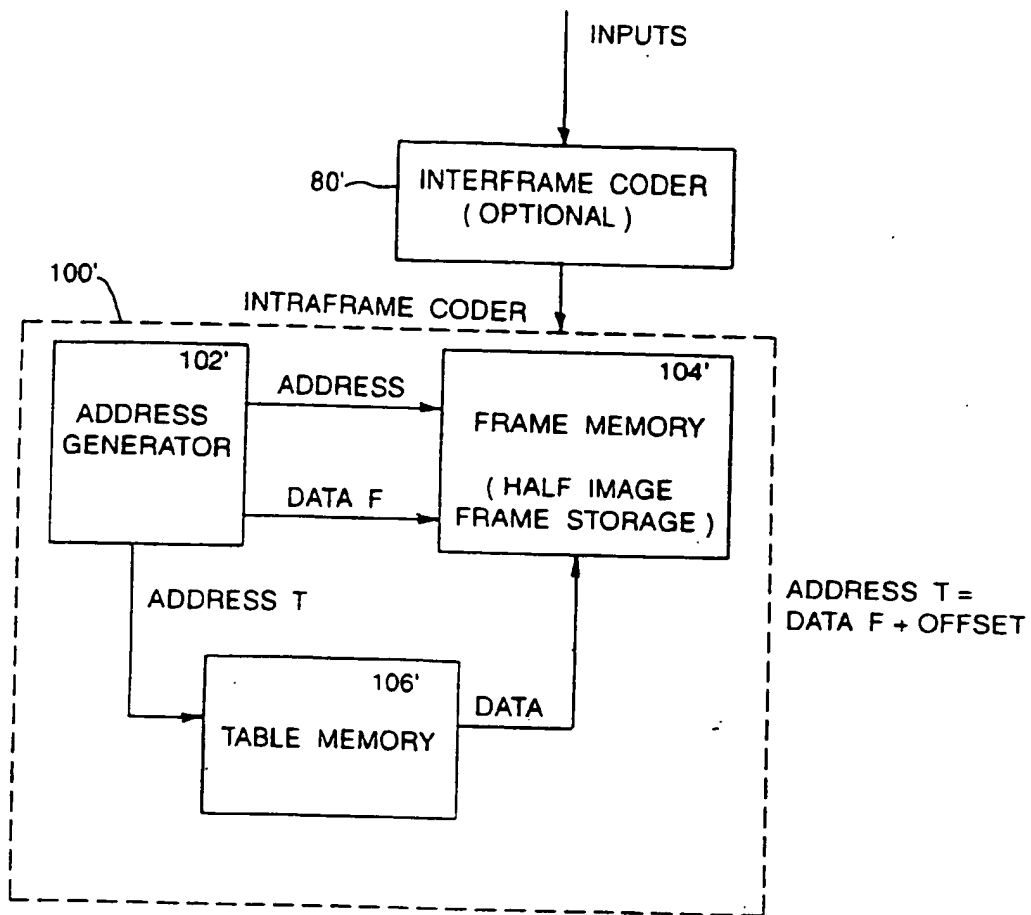 INPUTS
80'
INTERFRAME CODER
( OPTIONAL )
100'
INTRAFRAME CODER
102'
ADDRESS
GENERATOR
ADDRESS
DATA F
104'
FRAME MEMORY
( HALF IMAGE
FRAME STORAGE )
ADDRESS T
ADDRESS T =
DATA F + OFFSET
106'
TABLE MEMORY
DATA